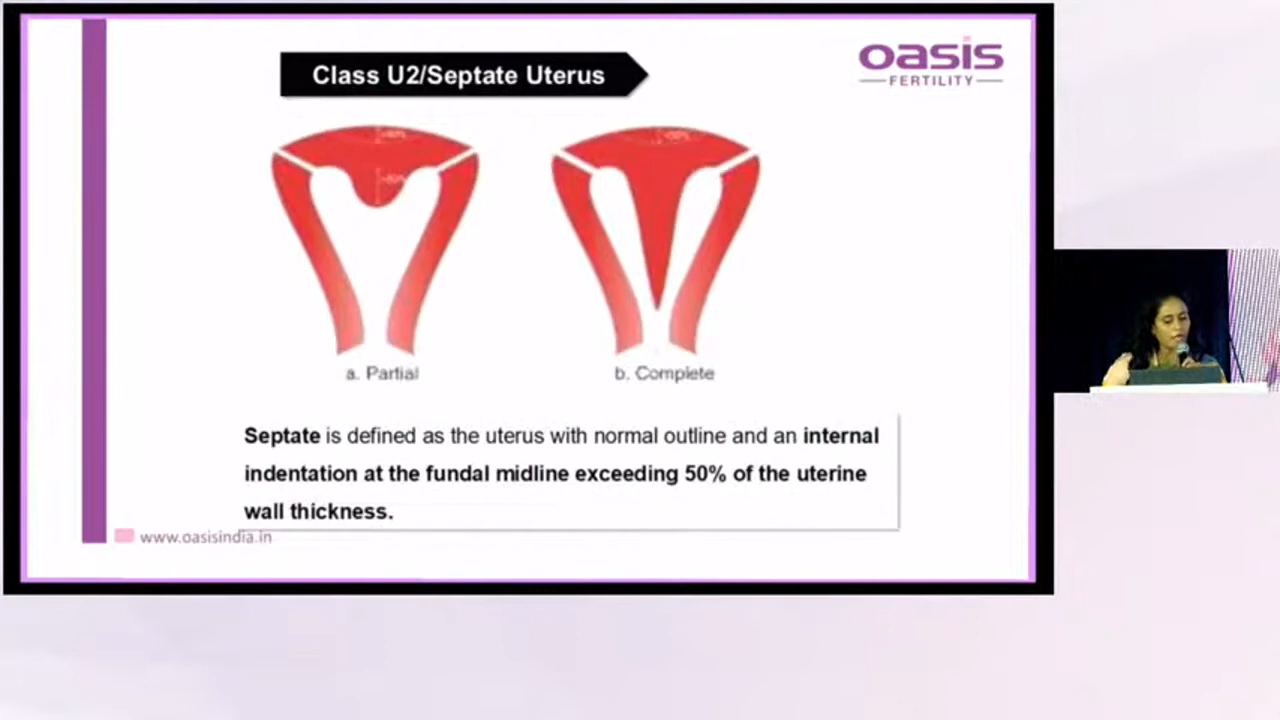 Class U2/Septate Uterus
oasis
FERTILITY
a. Partial
b. Complete
Septate is defined as the uterus with normal outline and an internal
indentation at the fundal midline exceeding 50% of the uterine
wall thickness.
www.oasisindia.in